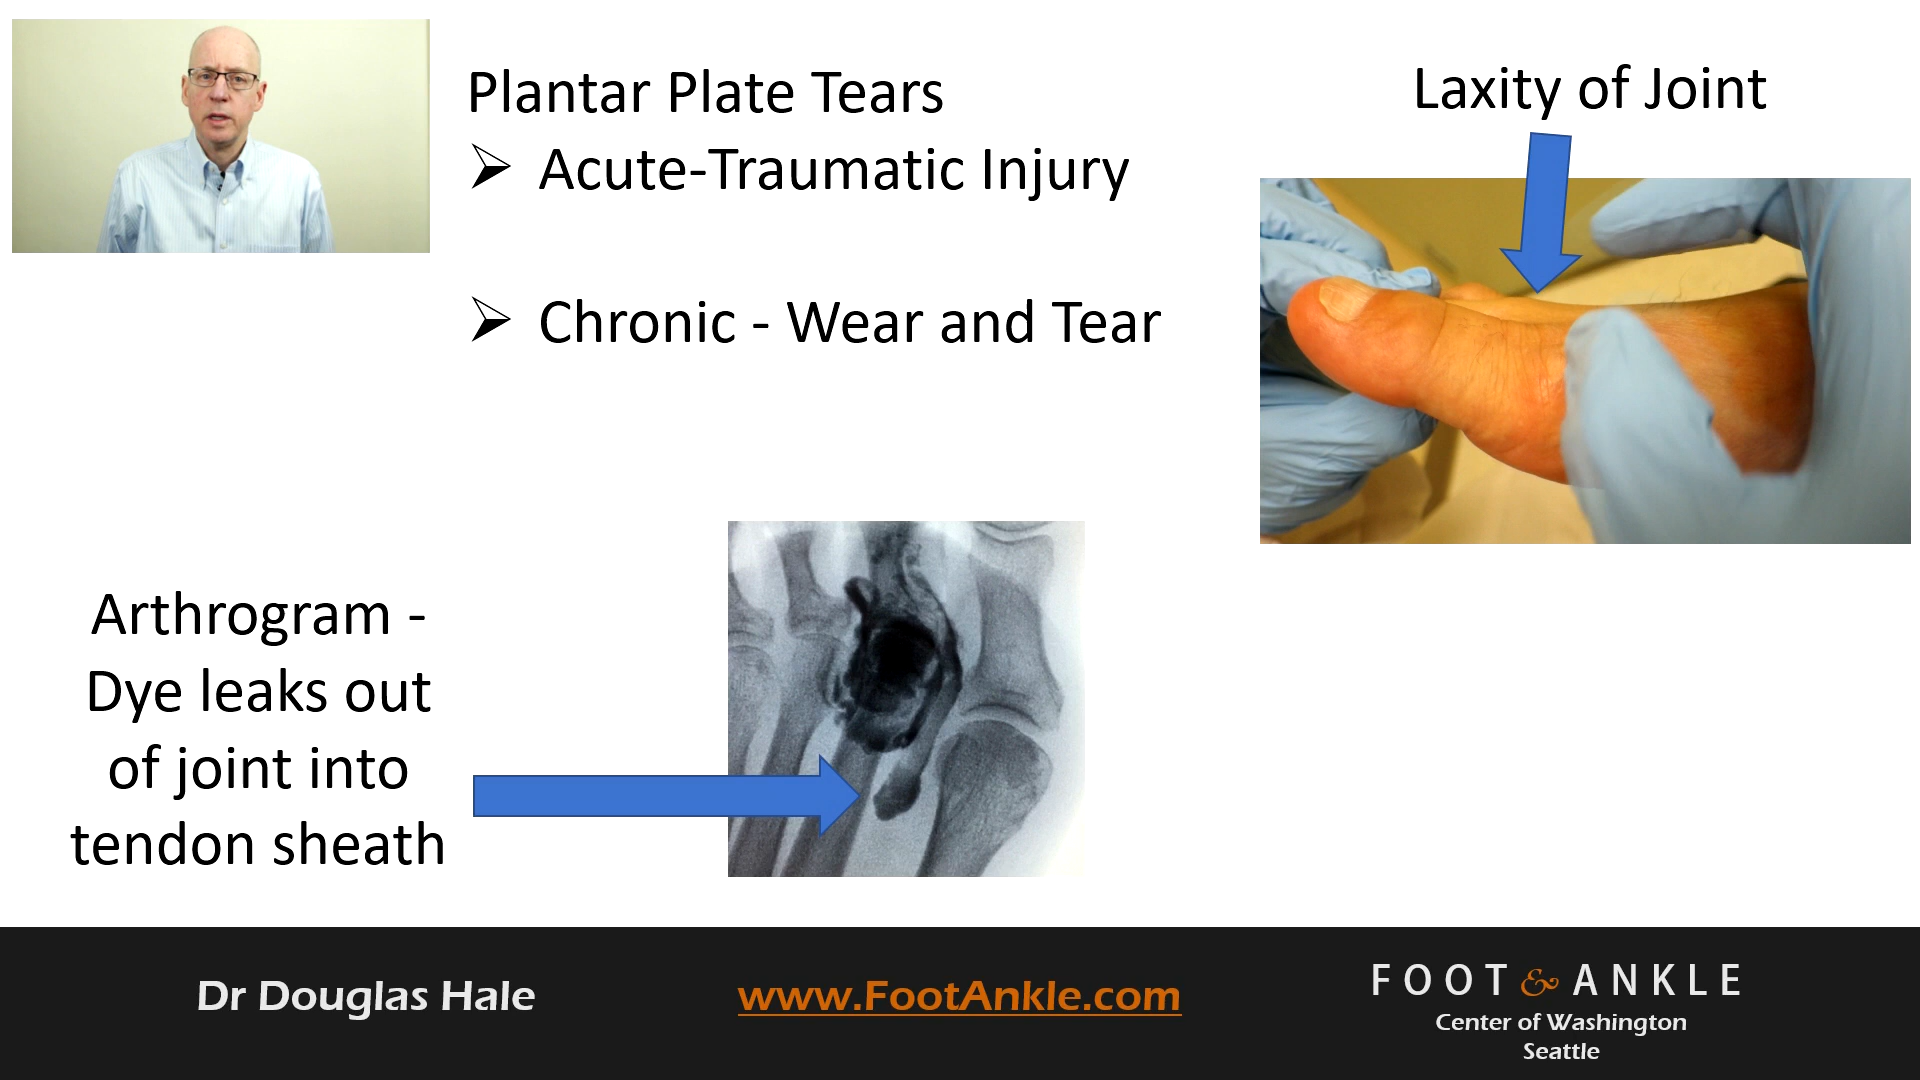 Plantar Plate Tears
➢ Acute-Traumatic Injury
➢ Chronic - Wear and Tear
Laxity of Joint
Arthrogram -
Dye leaks out
of joint into
tendon sheath
Dr Douglas Hale
www.FootAnkle.com
FOOT & ANKLE
Center of Washington
Seattle